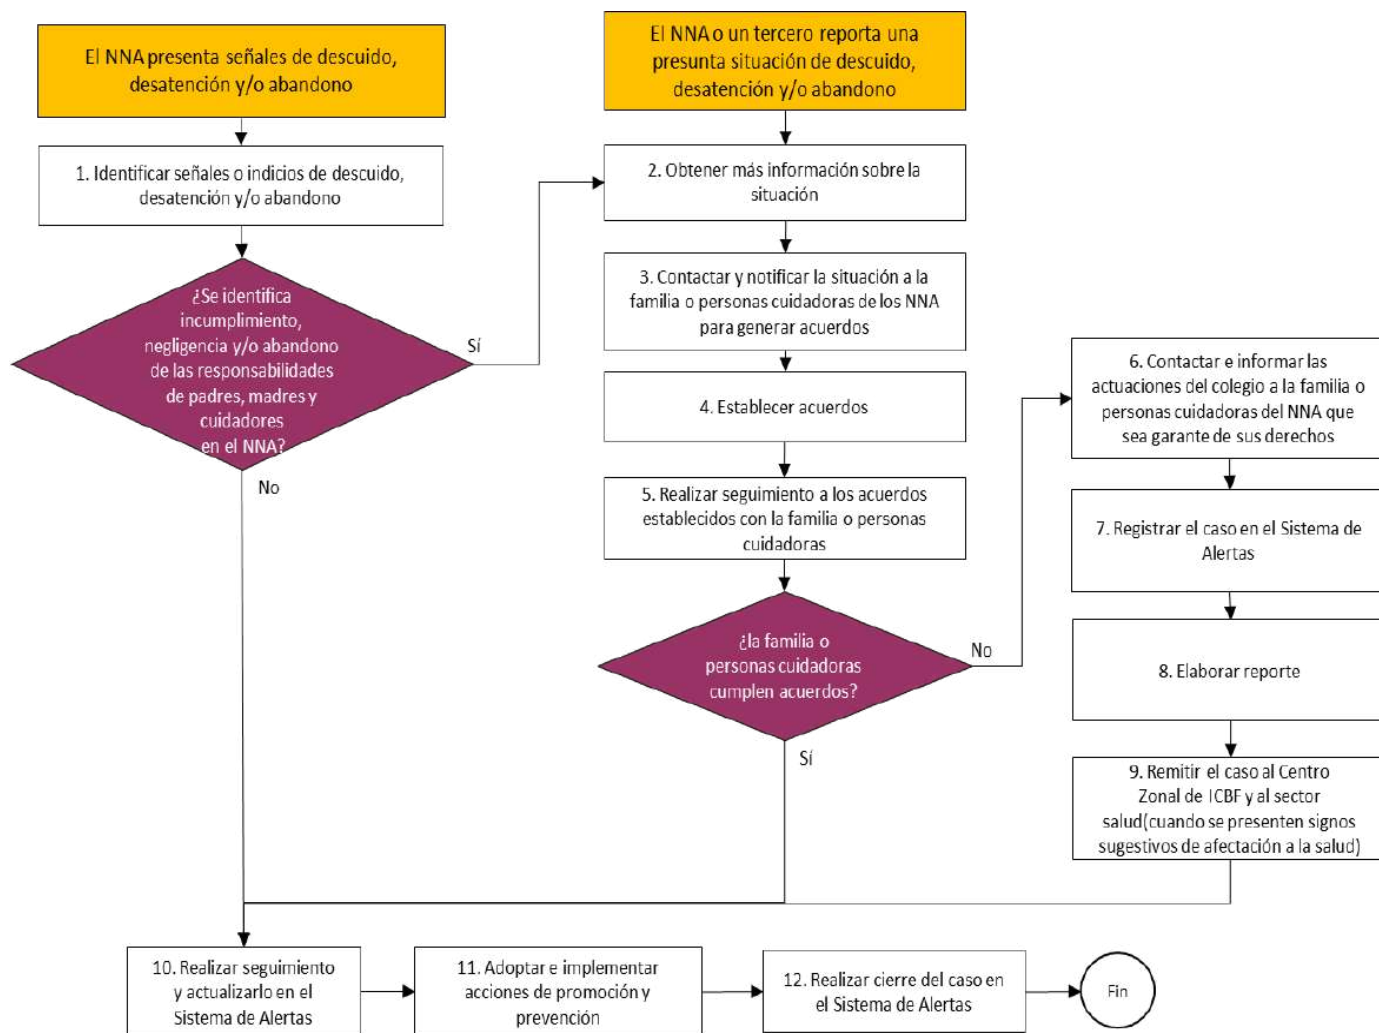 El NNA presenta señales de descuido,
desatención y/o abandono
1. Identificar señales o indicios de descuido,
desatención y/o abandono
¿Se identifica
incumplimiento,
negligencia y/o abandono
de las responsabilidades
de padres, madres y
cuidadores
en el NNA?
Sí
No
El NNA o un tercero reporta una
presunta situación de descuido,
desatención y/o abandono
2. Obtener más información sobre la
situación
3. Contactar y notificar la situación a la
familia o personas cuidadoras de los NNA
para generar acuerdos
4. Establecer acuerdos
5. Realizar seguimiento a los acuerdos
establecidos con la familia o personas
cuidadoras
¿la familia o
personas cuidadoras
cumplen acuerdos?
No
Sí
6. Contactar e informar las
actuaciones del colegio a la familia o
personas cuidadoras del NNA que
sea garante de sus derechos
7. Registrar el caso en el Sistema de
Alertas
8. Elaborar reporte
9. Remitir el caso al Centro
Zonal de ICBF y al sector
salud(cuando se presenten signos
sugestivos de afectación a la salud)
10. Realizar seguimiento
y actualizarlo en el
Sistema de Alertas
11. Adoptar e implementar
acciones de promoción y
prevención
12. Realizar cierre del caso en
el Sistema de Alertas
Fin